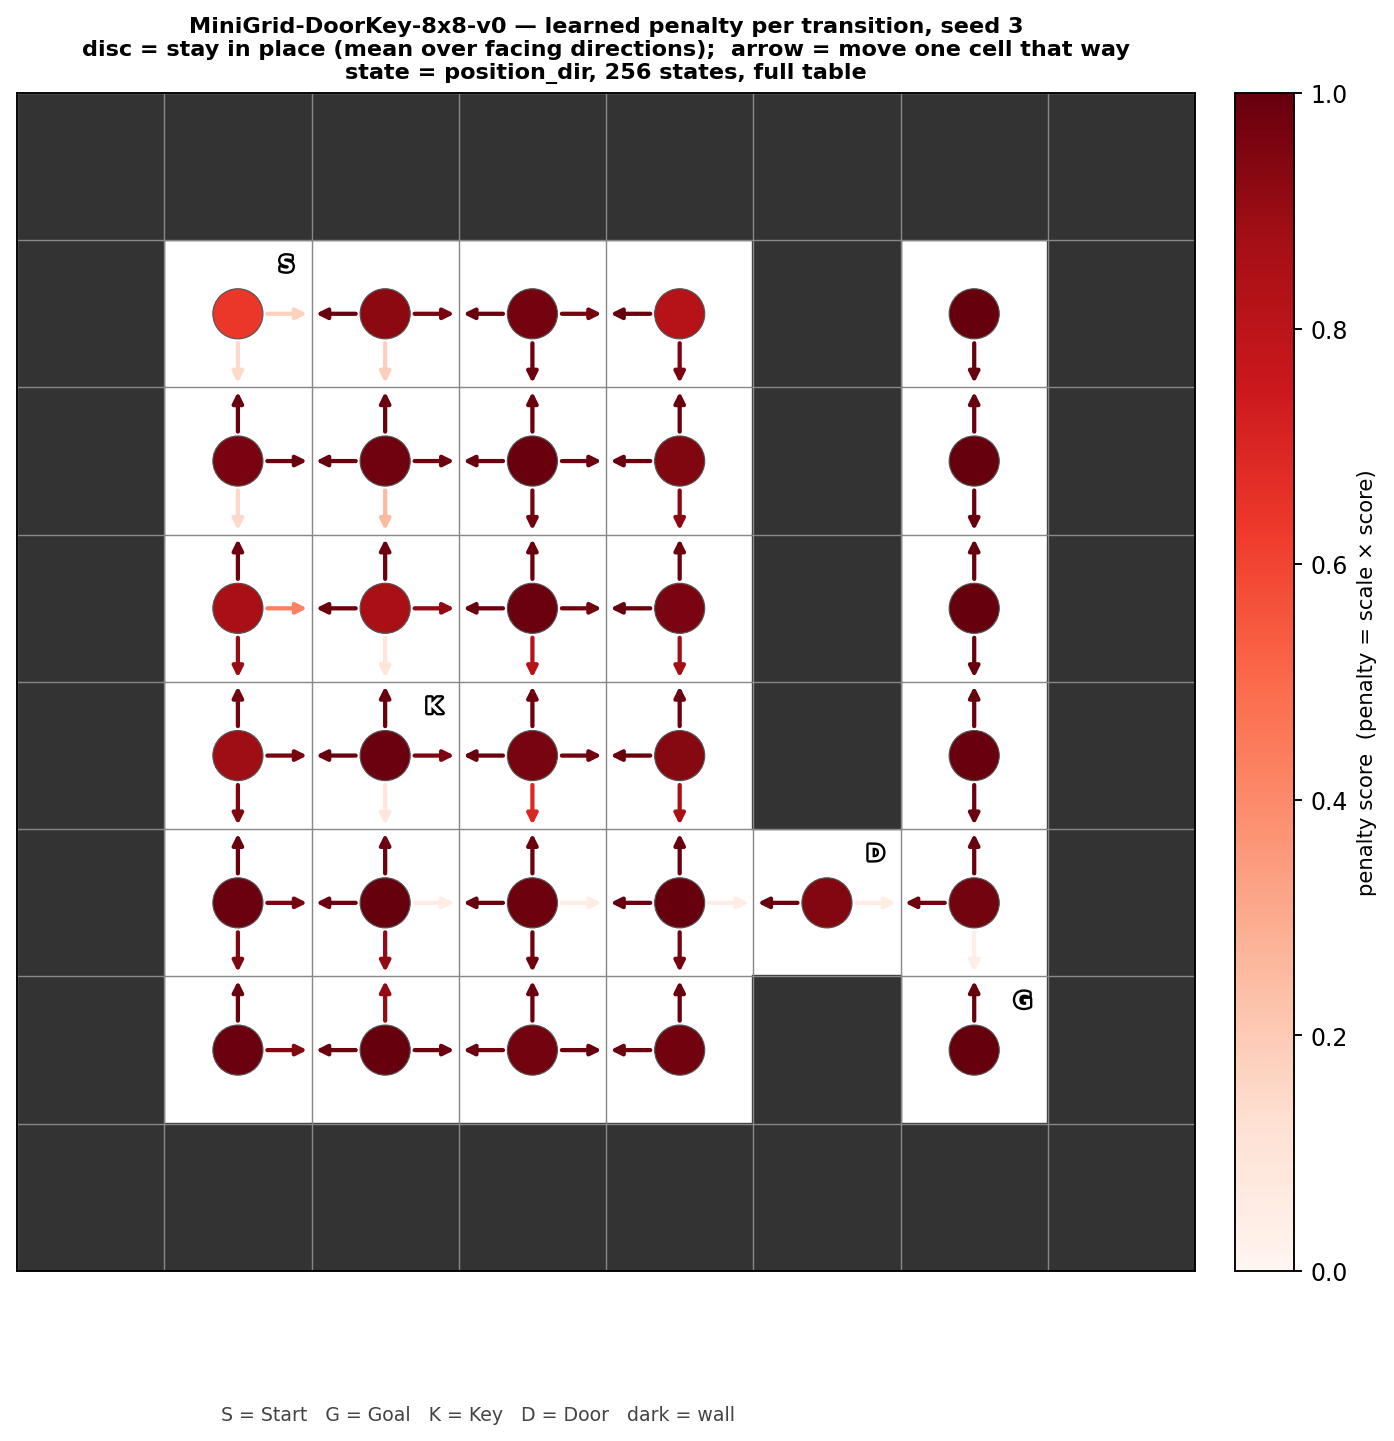 MiniGrid-DoorKey-8x8-v0 — learned penalty per transition, seed 3
disc = stay in place (mean over facing directions);  arrow = move one cell that way
state = position_dir, 256 states, full table
S
K
D
G
1.0
0.8
0.6
0.4
0.2
0.0
penalty score  (penalty = scale × score)
S = Start   G = Goal   K = Key   D = Door   dark = wall